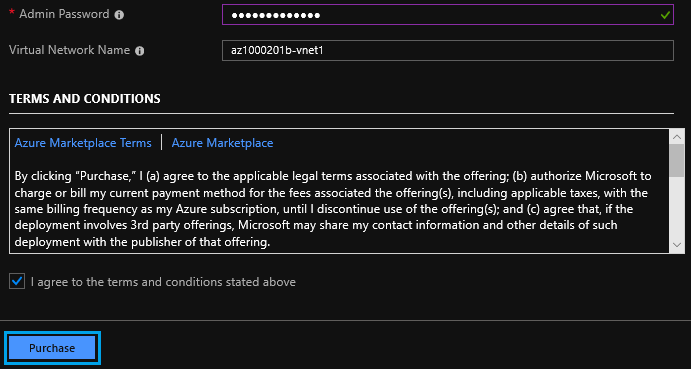 * Admin Password
●●●●●●●●●●●●●
Virtual Network Name
az1000201b-vnet1
TERMS AND CONDITIONS
Azure Marketplace Terms | Azure Marketplace
By clicking “Purchase,” I (a) agree to the applicable legal terms associated with the offering; (b) authorize Microsoft to
charge or bill my current payment method for the fees associated the offering(s), including applicable taxes, with the
same billing frequency as my Azure subscription, until I discontinue use of the offering(s); and (c) agree that, if the
deployment involves 3rd party offerings, Microsoft may share my contact information and other details of such
deployment with the publisher of that offering.
I agree to the terms and conditions stated above
Purchase